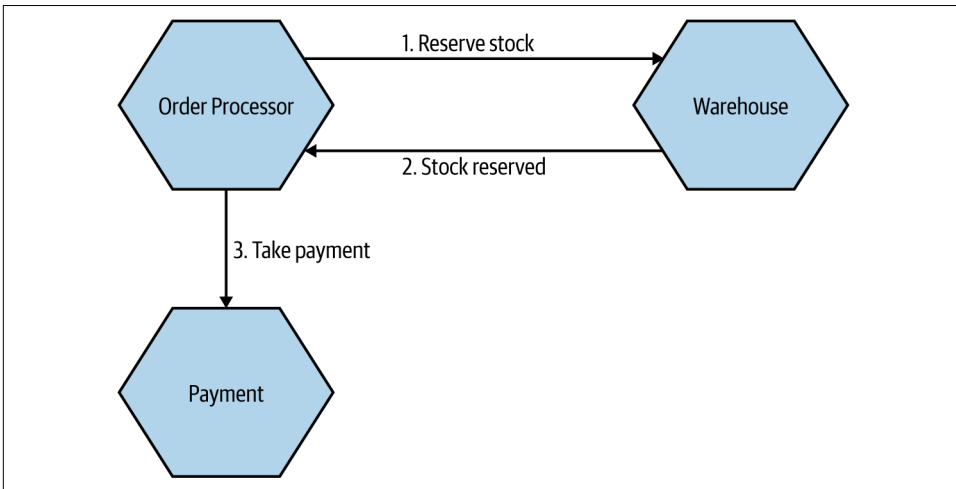 1. Reserve stock
Order Processor
Warehouse
2. Stock reserved
3. Take payment
Payment